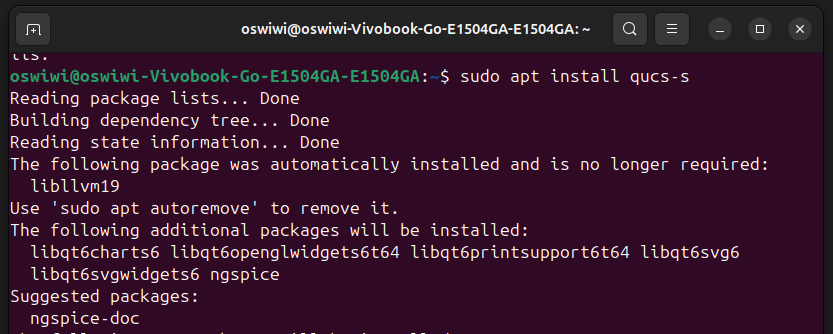 oswiwi@oswiwi-Vivobook-Go-E1504GA-E1504GA: ~
oswiwi@oswiwi-Vivobook-Go-E1504GA-E1504GA:~$ sudo apt install qucs-s
Reading package lists... Done
Building dependency tree... Done
Reading state information... Done
The following package was automatically installed and is no longer required:
libllvm19
Use 'sudo apt autoremove' to remove it.
The following additional packages will be installed:
libqt6charts6 libqt6openglwidgets6t64 libqt6printsupport6t64 libqt6svg6
libqt6svgwidgets6 ngspice
Suggested packages:
ngspice-doc